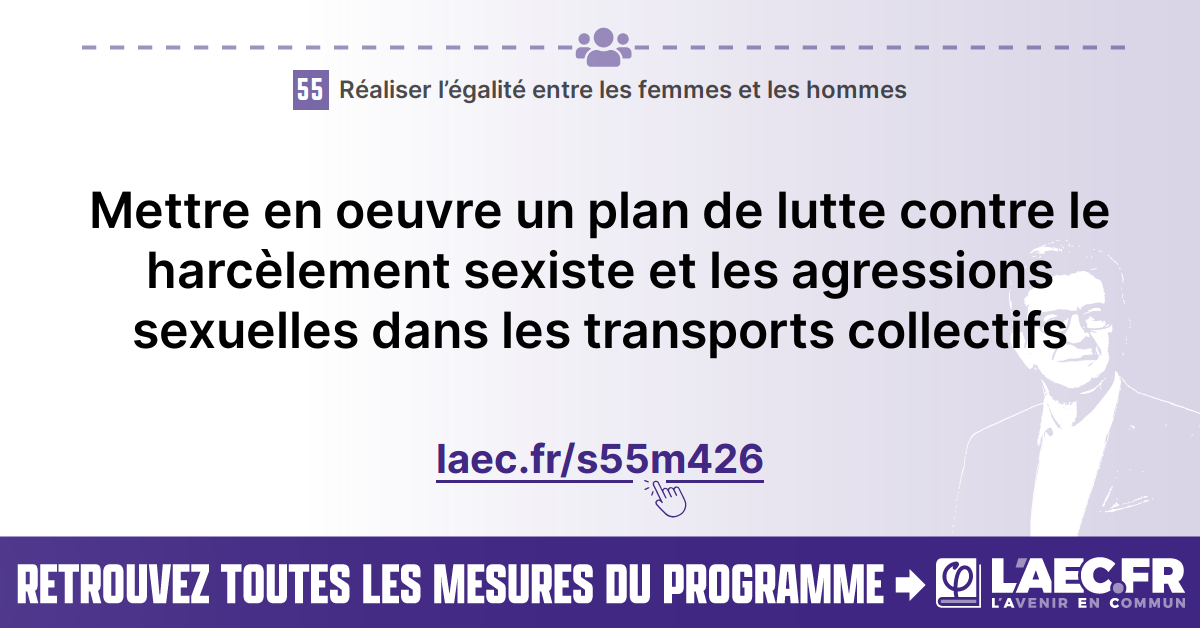 55 Réaliser l’égalité entre les femmes et les hommes
Mettre en oeuvre un plan de lutte contre le
harcèlement sexiste et les agressions
sexuelles dans les transports collectifs
laec.fr/s55m426
RETROUVEZ TOUTES LES MESURES DU PROGRAMME
L'AEC.FR
L'AVENIR EN COMMUN